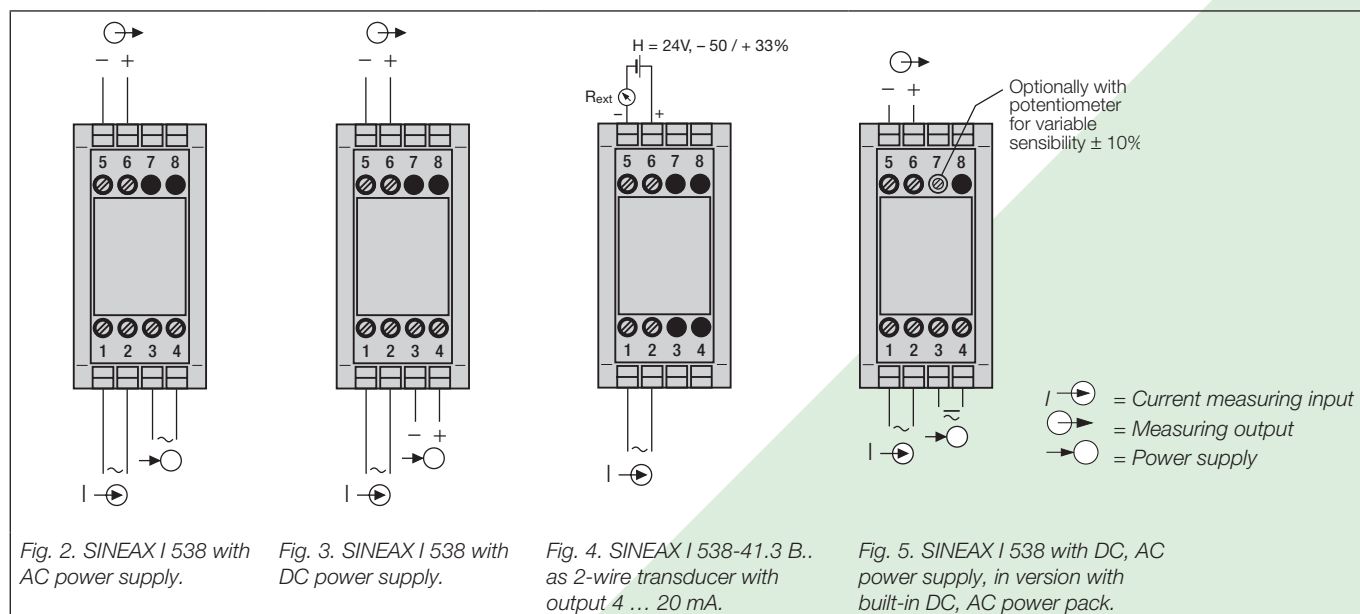 − +
5 6 7 8
1 2 3 4
~ ~
I
Fig. 2. SINEAX I 538 with
AC power supply.
− +
5 6 7 8
1 2 3 4
− +
~
I
Fig. 3. SINEAX I 538 with
DC power supply.
H = 24V, – 50 / + 33%
Rext
− +
5 6 7 8
1 2 3 4
~
I
Fig. 4. SINEAX I 538-41.3 B..
as 2-wire transducer with
output 4 … 20 mA.
− +
Optionally with
potentiometer
for variable
sensibility ± 10%
5 6 7 8
1 2 3 4
~ ≂
I
Fig. 5. SINEAX I 538 with DC, AC
power supply, in version with
built-in DC, AC power pack.
I = Current measuring input
= Measuring output
= Power supply